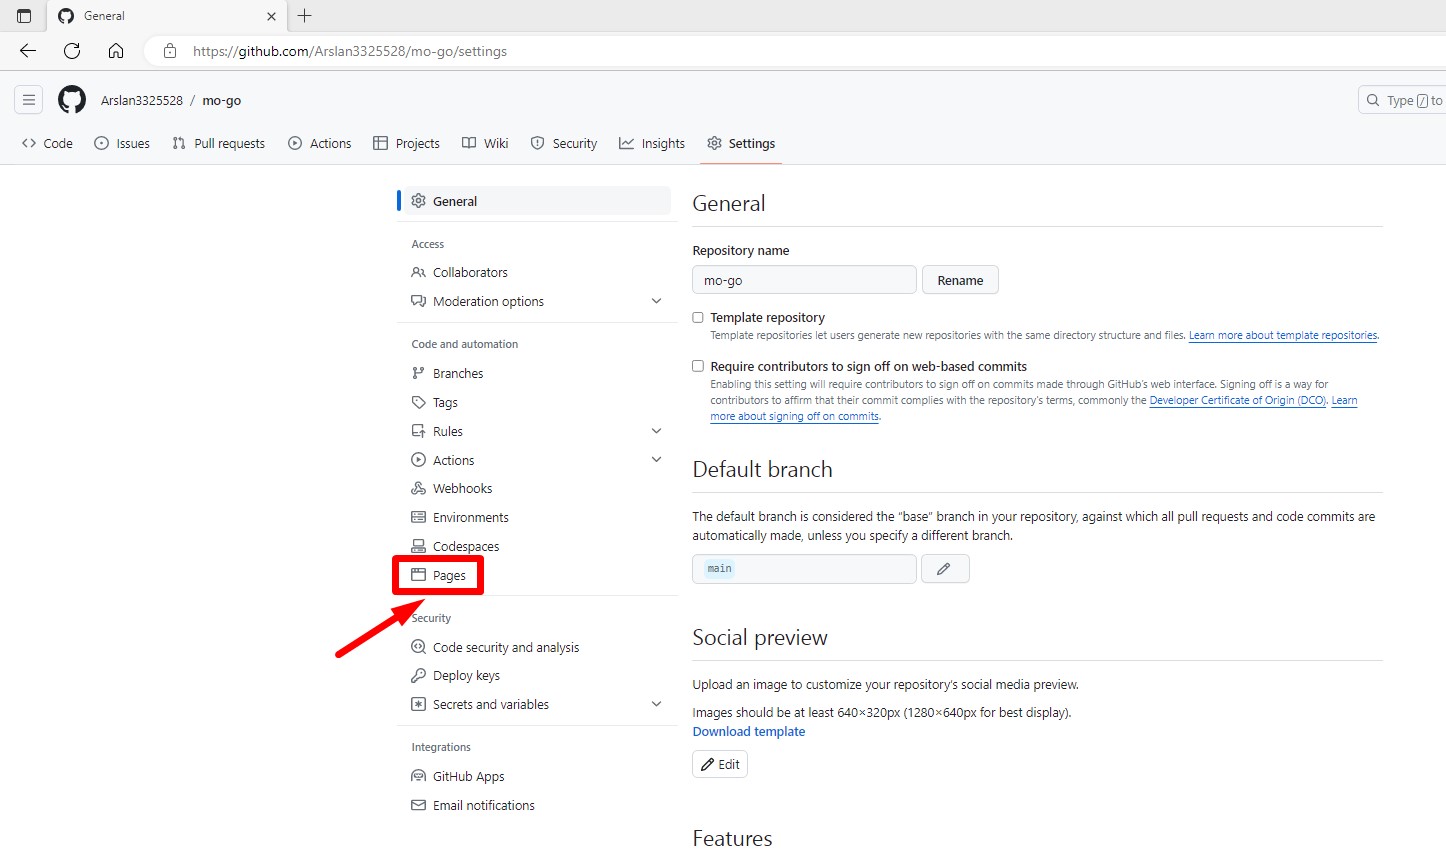 General
https://github.com/Arslan3325528/mo-go/settings
Arslan3325528 / mo-go
Type / to
Code
Issues
Pull requests
Actions
Projects
Wiki
Security
Insights
Settings
General
Access
Collaborators
Moderation options
Code and automation
Branches
Tags
Rules
Actions
Webhooks
Environments
Codespaces
Pages
Security
Code security and analysis
Deploy keys
Secrets and variables
Integrations
GitHub Apps
Email notifications
General
Repository name
mo-go
Rename
Template repository
Template repositories let users generate new repositories with the same directory structure and files. Learn more about template repositories.
Require contributors to sign off on web-based commits
Enabling this setting will require contributors to sign off on commits made through GitHub's web interface. Signing off is a way for
contributors to affirm that their commit complies with the repository's terms, commonly the Developer Certificate of Origin (DCO). Learn
more about signing off on commits.
Default branch
The default branch is considered the “base” branch in your repository, against which all pull requests and code commits are
automatically made, unless you specify a different branch.
main
Social preview
Upload an image to customize your repository's social media preview.
Images should be at least 640×320px (1280×640px for best display).
Download template
Edit
Features